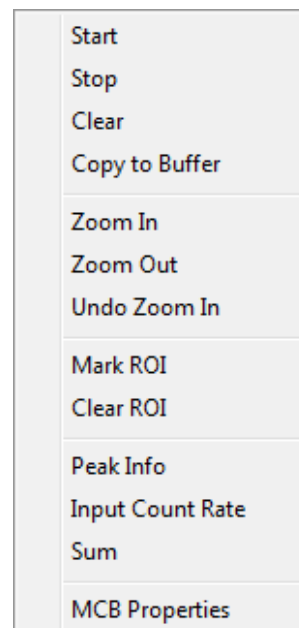 Start
Stop
Clear
Copy to Buffer
Zoom In
Zoom Out
Undo Zoom In
Mark ROI
Clear ROI
Peak Info
Input Count Rate
Sum
MCB Properties